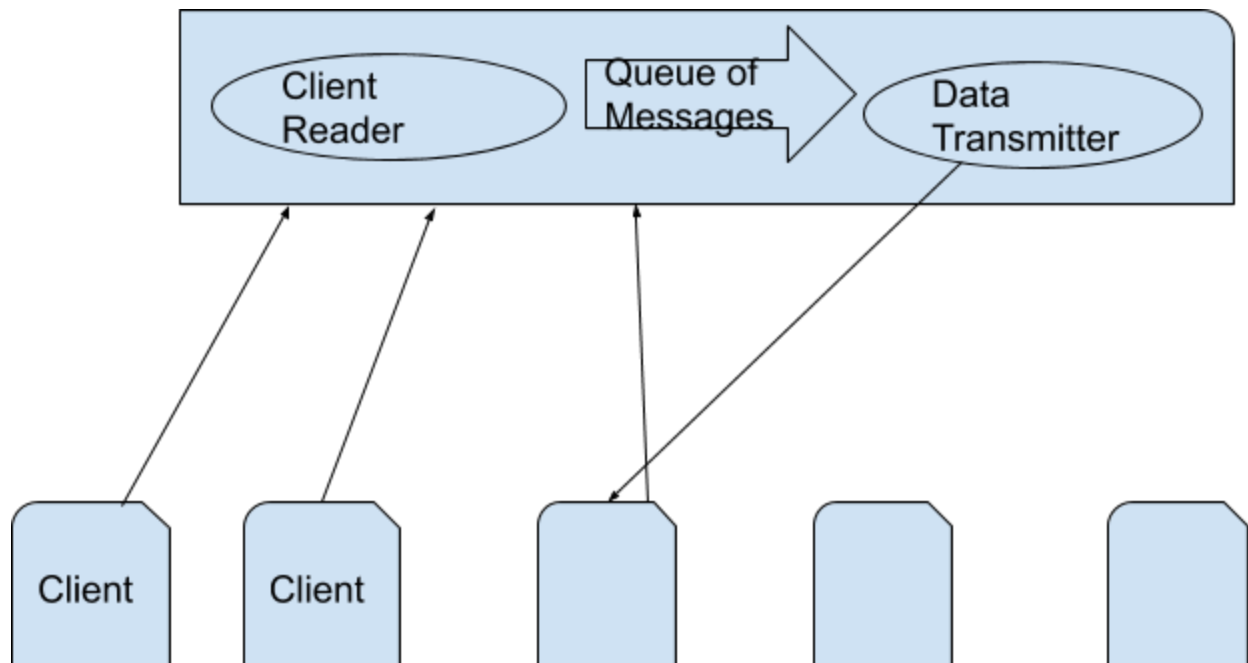 Client
Reader
Queue of
Messages
Data
Transmitter
Client
Client